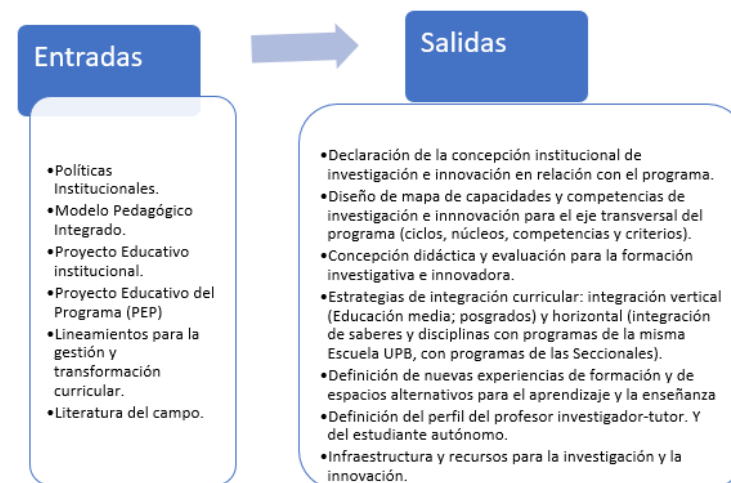 Entradas
•Políticas
Institucionales.
•Modelo Pedagógico
Integrado.
•Proyecto Educativo
institucional.
•Proyecto Educativo del
Programa (PEP)
•Lineamientos para la
gestión y
transformación
curricular.
•Literatura del campo.
Salidas
•Declaración de la concepción institucional de
investigación e innovación en relación con el programa.
•Diseño de mapa de capacidades y competencias de
investigación e innnovación para el eje transversal del
programa (ciclos, núcleos, competencias y criterios).
•Concepción didáctica y evaluación para la formación
investigativa e innovadora.
•Estrategias de integración curricular: integración vertical
(Educación media; posgrados) y horizontal (integración
de saberes y disciplinas con programas de la misma
Escuela UPB, con programas de las Seccionales).
•Definición de nuevas experiencias de formación y de
espacios alternativos para el aprendizaje y la enseñanza
•Definición del perfil del profesor investigador-tutor. Y
del estudiante autónomo.
•Infraestructura y recursos para la investigación y la
innovación.